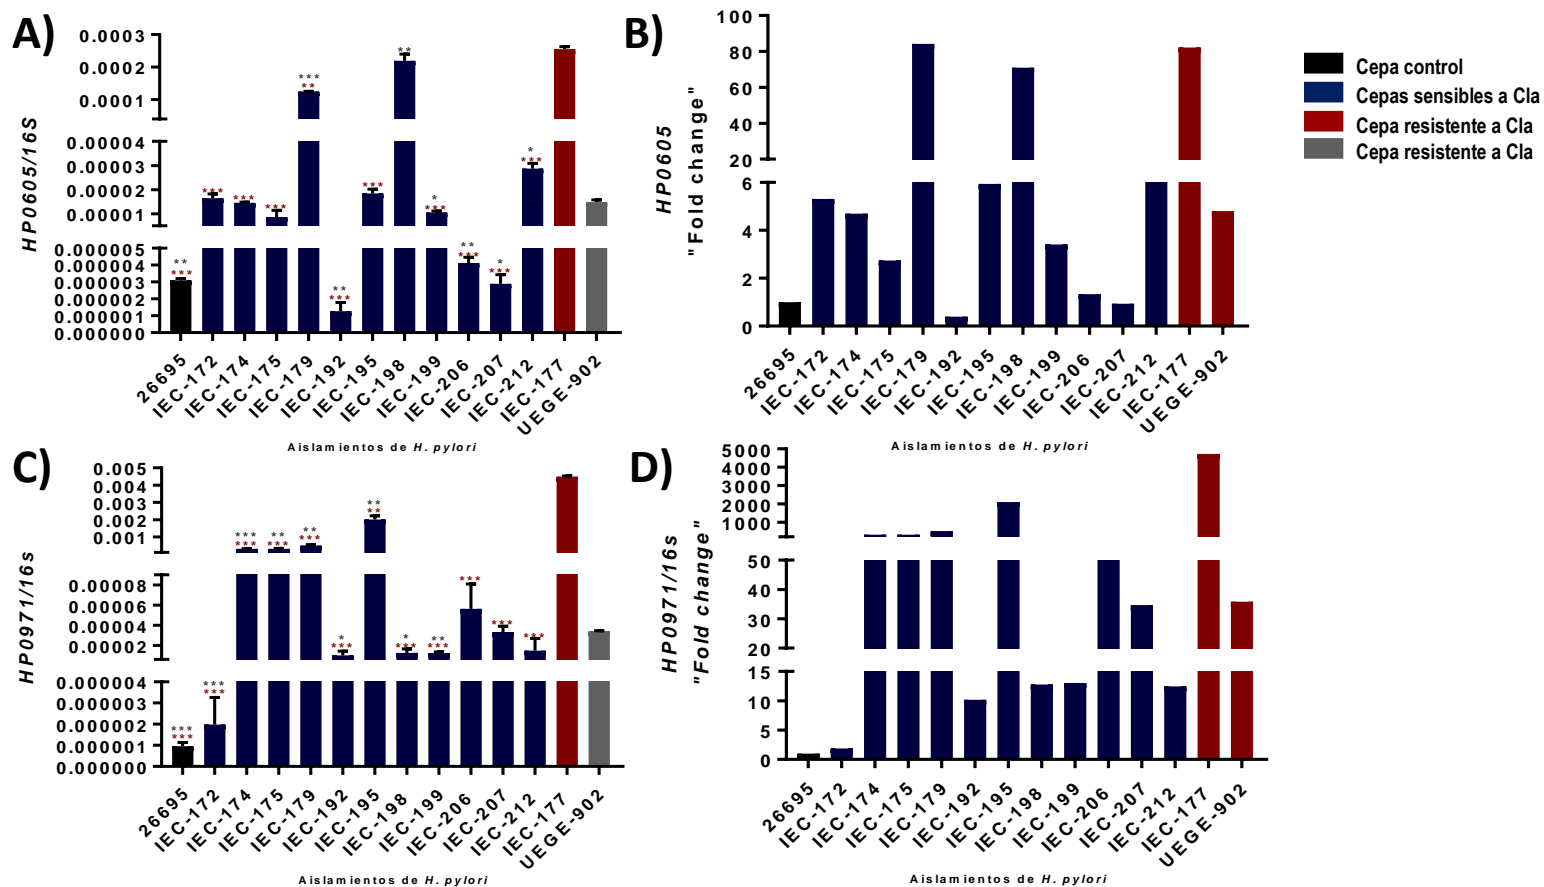 A)
HP0605/16S
0.0003
0.0002
0.0001
0.00004
0.00003
0.00002
0.00001
0.000005
0.000004
0.000003
0.000002
0.000001
0.000000
** *** *** *** *** *** ** ** *** *** ** * *** ** *** * *** * ***
26695 IEC-172 IEC-174 IEC-175 IEC-179 IEC-192 IEC-195 IEC-198 IEC-199 IEC-206 IEC-207 IEC-212 IEC-177 UEGE-902
Aislamientos de H. pylori
B)
HP0605
"Fold change"
100
80
60
40
20
6
4
2
0
26695 IEC-172 IEC-174 IEC-175 IEC-179 IEC-192 IEC-195 IEC-198 IEC-199 IEC-206 IEC-207 IEC-212 IEC-177 UEGE-902
Aislamientos de H. pylori
Cepa control
Cepas sensibles a Cla
Cepa resistente a Cla
Cepa resistente a Cla
C)
HP0971/16s
0.005
0.004
0.003
0.002
0.001
0.00008
0.00006
0.00004
0.00002
0.000004
0.000003
0.000002
0.000001
0.000000
*** *** *** *** *** *** ** *** ** *** * *** ** ** * *** ** *** *** *** ***
26695 IEC-172 IEC-174 IEC-175 IEC-179 IEC-192 IEC-195 IEC-198 IEC-199 IEC-206 IEC-207 IEC-212 IEC-177 UEGE-902
Aislamientos de H. pylori
D)
HP0971/16s
"Fold change"
5000
4000
3000
2000
1000
50
40
30
20
15
10
5
0
26695 IEC-172 IEC-174 IEC-175 IEC-179 IEC-192 IEC-195 IEC-198 IEC-199 IEC-206 IEC-207 IEC-212 IEC-177 UEGE-902
Aislamientos de H. pylori